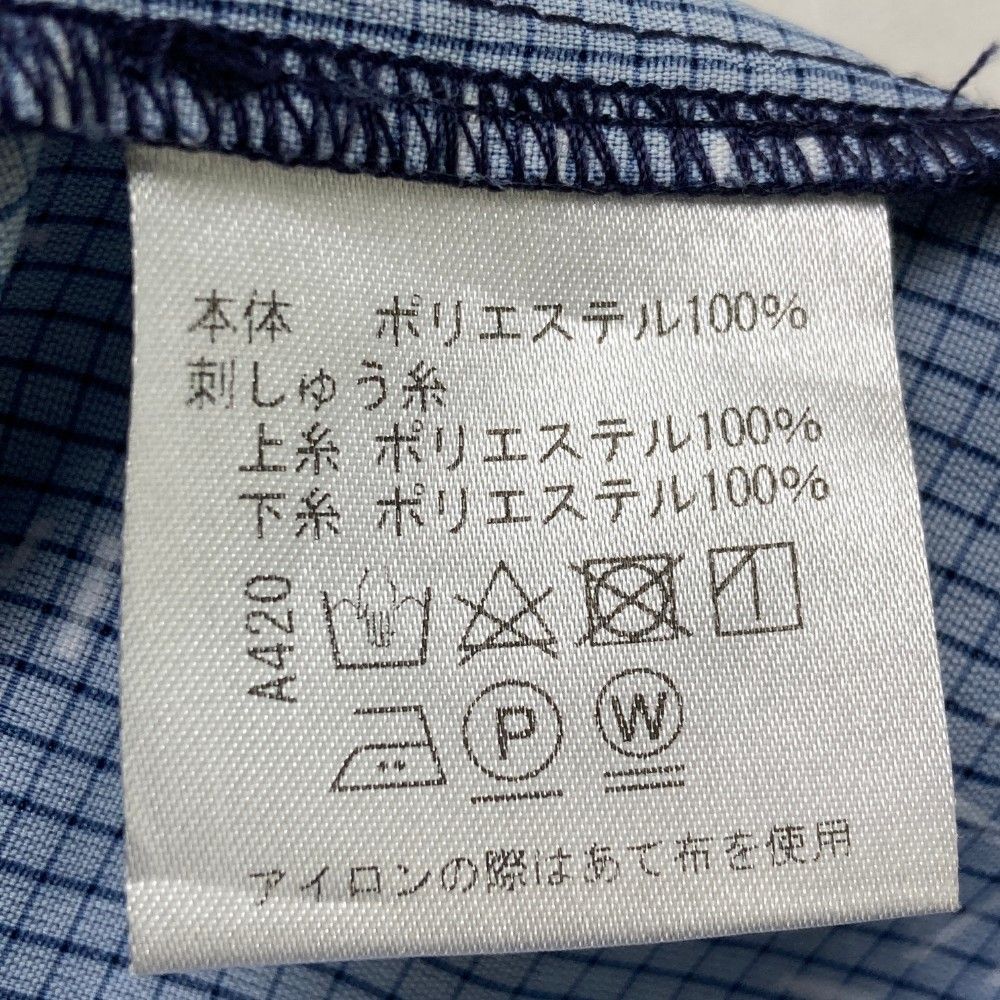 本体 ポリエステル100%
刺しゅう糸
上糸 ポリエステル100%
下糸 ポリエステル100%
A420
P W
アイロンの際はあて布を使用